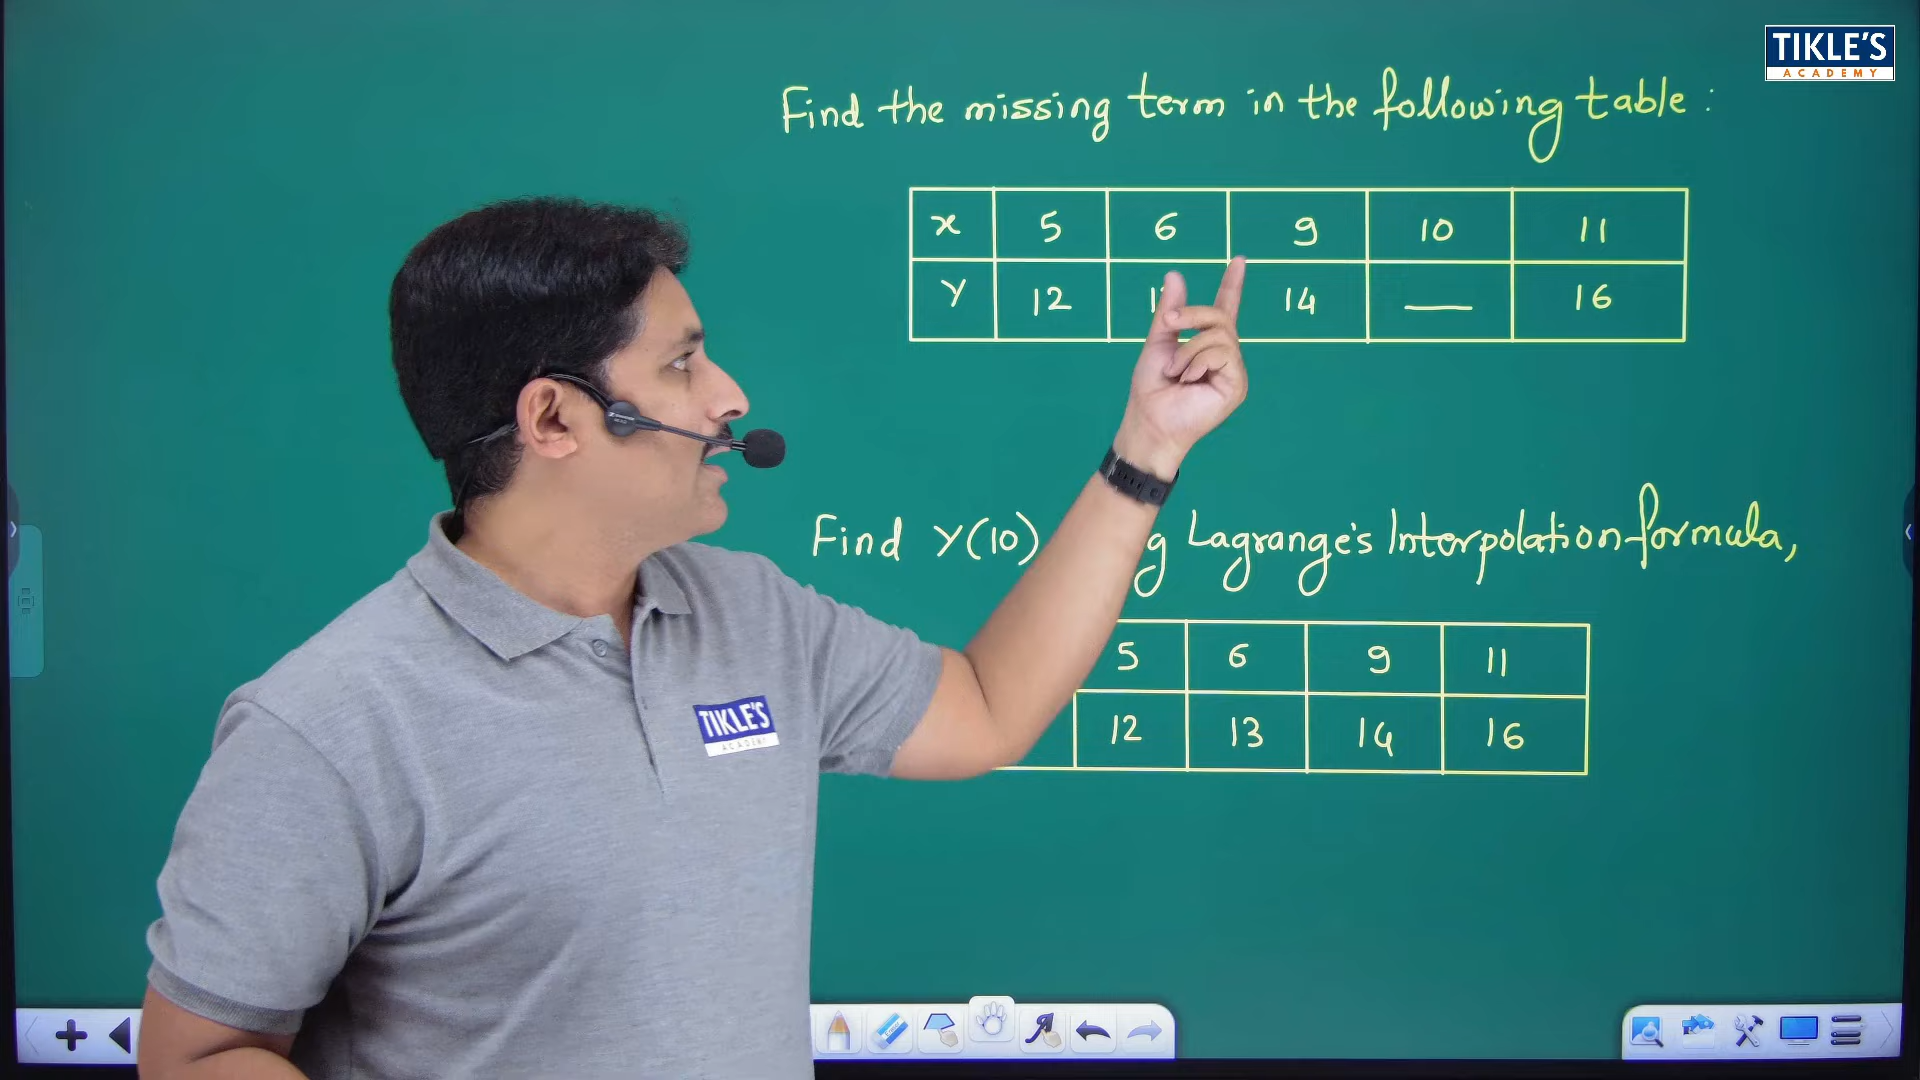 TIKLE'S
ACADEMY
Find the missing term in the following table :
x 5 6 9 10 11
Y 12 14 — 16
Find Y(10) Lagrange's Interpolation formula,
5 6 9 11
12 13 14 16
TIKLE'S
ACADEMY